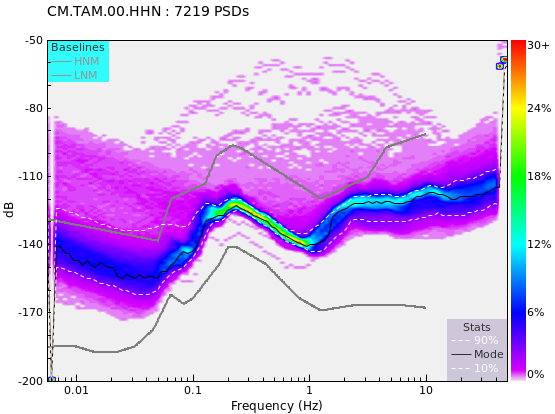 CM.TAM.00.HHN : 7219 PSDs
-50
-80
-110
-140
-170
-200
dB
Baselines
HNM
LNM
30+
24%
18%
12%
6%
0%
Stats
90%
Mode
10%
0.01
0.1
1
10
Frequency (Hz)